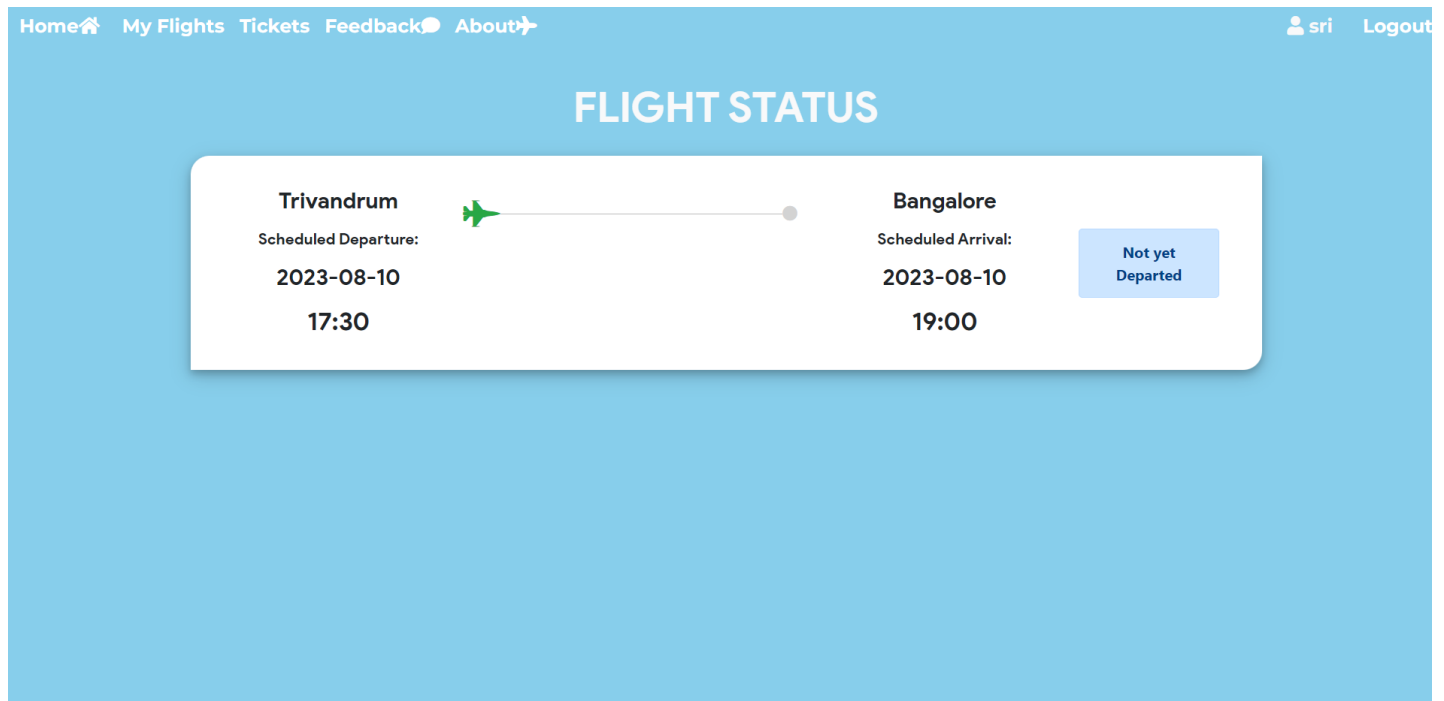 Home My Flights Tickets Feedback About sri Logout
FLIGHT STATUS
Trivandrum
Scheduled Departure:
2023-08-10
17:30
Bangalore
Scheduled Arrival:
2023-08-10
19:00
Not yet
Departed